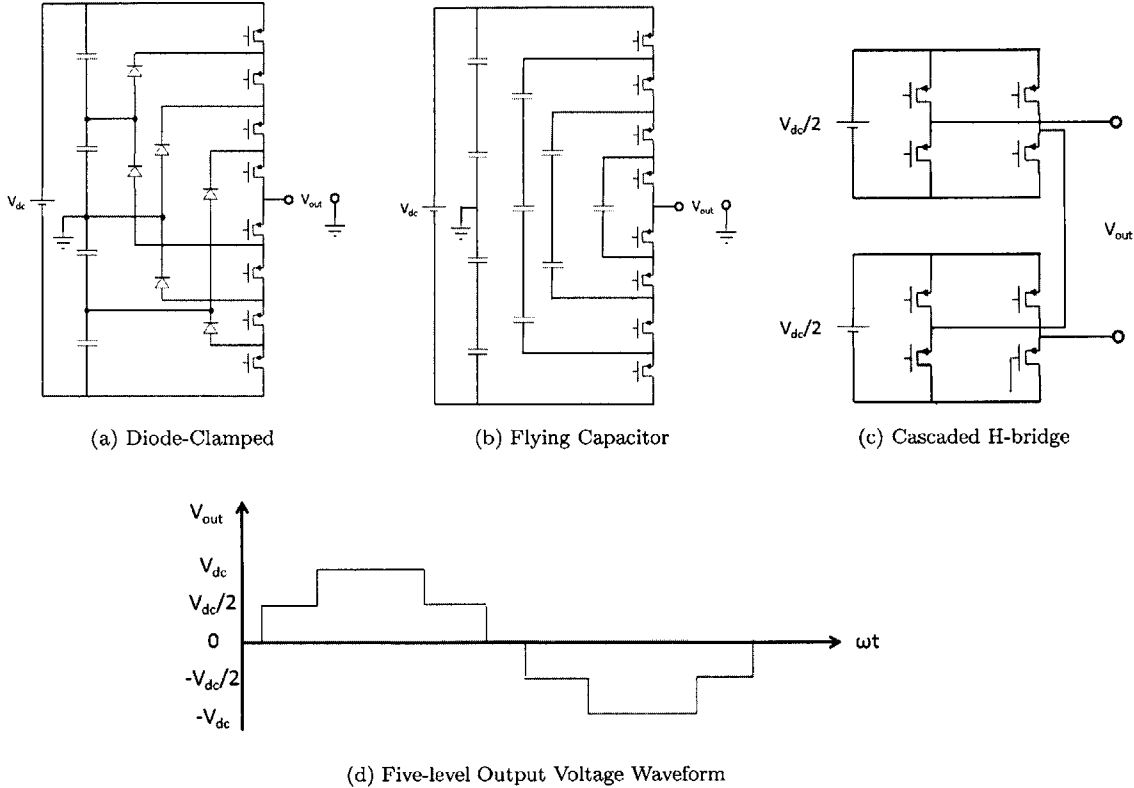 V_dc
V_out
(a) Diode-Clamped
V_dc
V_out
(b) Flying Capacitor
V_dc/2
V_dc/2
V_out
(c) Cascaded H-bridge
V_out
V_dc
V_dc/2
0
-V_dc/2
-V_dc
ωt
(d) Five-level Output Voltage Waveform